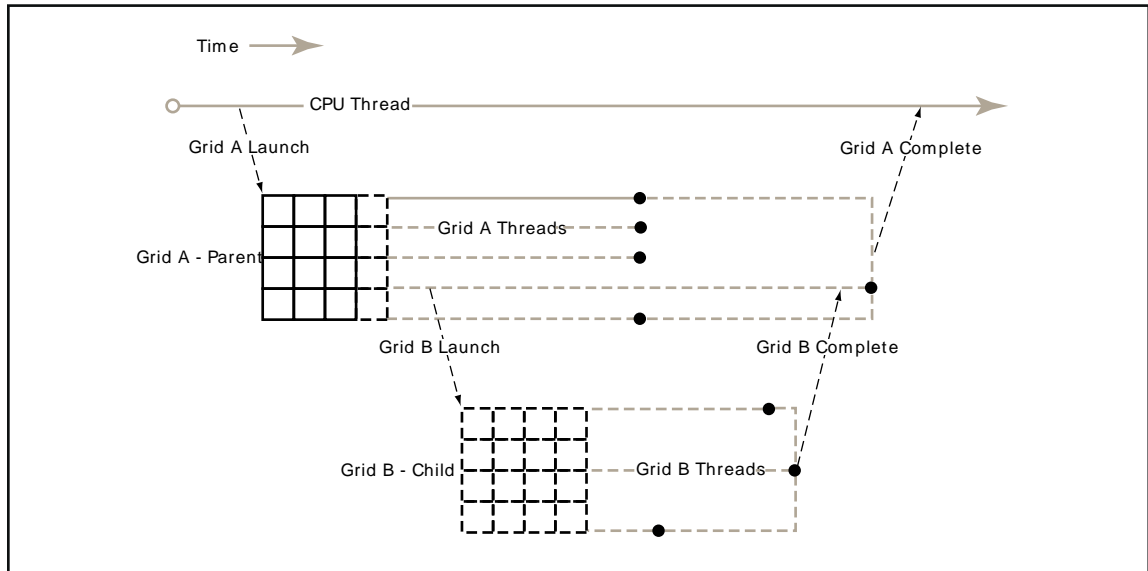 Time
CPU Thread
Grid A Launch
Grid A Complete
Grid A Threads
Grid A - Parent
Grid B Launch
Grid B Complete
Grid B - Child
Grid B Threads